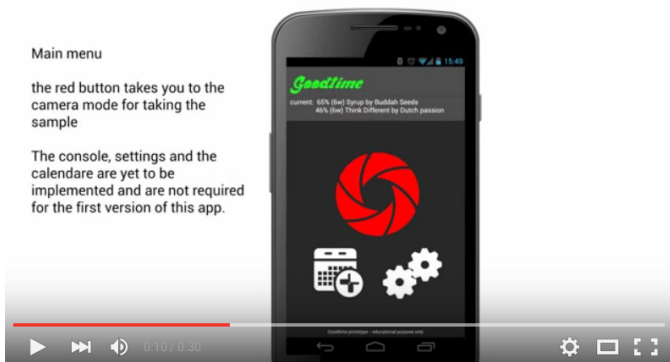 Main menu
the red button takes you to the
camera mode for taking the
sample
The console, settings and the
calendare are yet to be
implemented and are not required
for the first version of this app.
15:49
Goodtime
current: 65% (6w) Syrup by Buddah Seeds
46% (6w) Think Different by Dutch passion
Goodtime prototype - educational purpose only
0:10 / 0:30